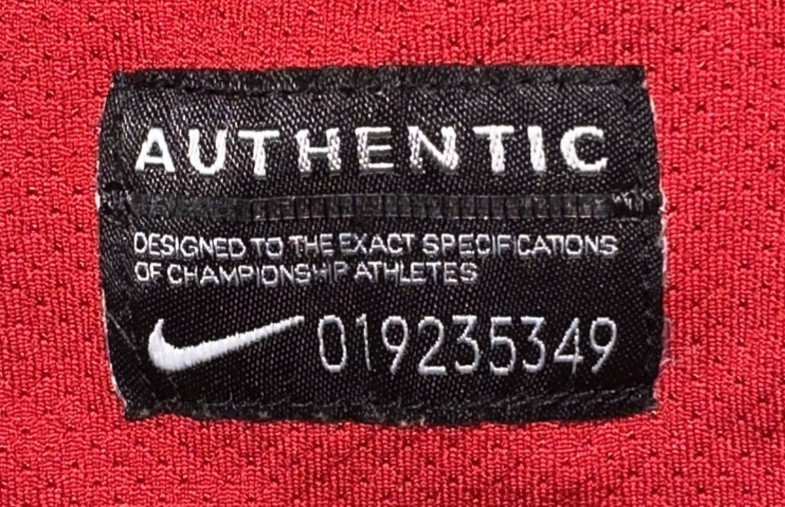 AUTHENTIC
DESIGNED TO THE EXACT SPECIFICATIONS
OF CHAMPIONSHIP ATHLETES
019235349